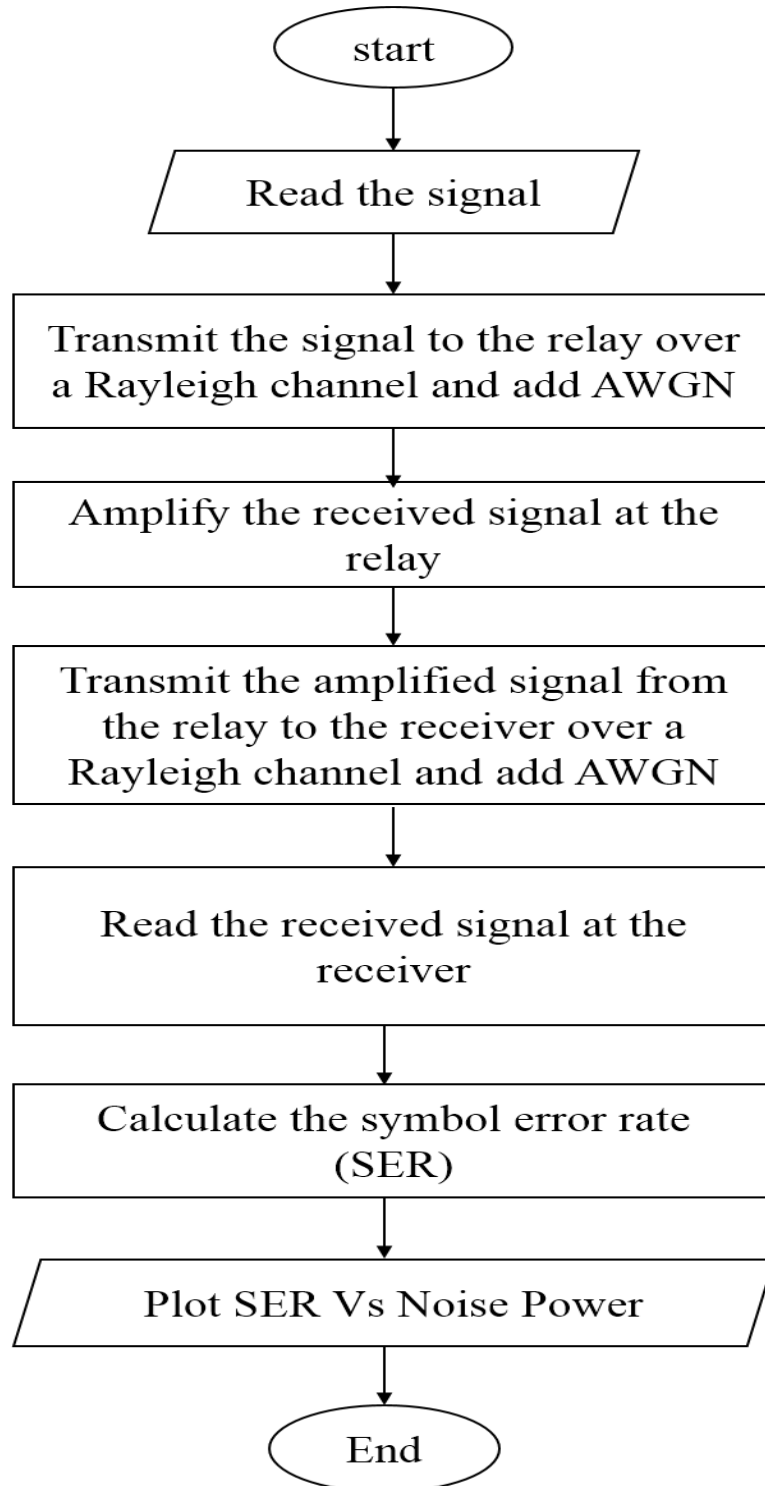 start
Read the signal
Transmit the signal to the relay over
a Rayleigh channel and add AWGN
Amplify the received signal at the
relay
Transmit the amplified signal from
the relay to the receiver over a
Rayleigh channel and add AWGN
Read the received signal at the
receiver
Calculate the symbol error rate
(SER)
Plot SER Vs Noise Power
End